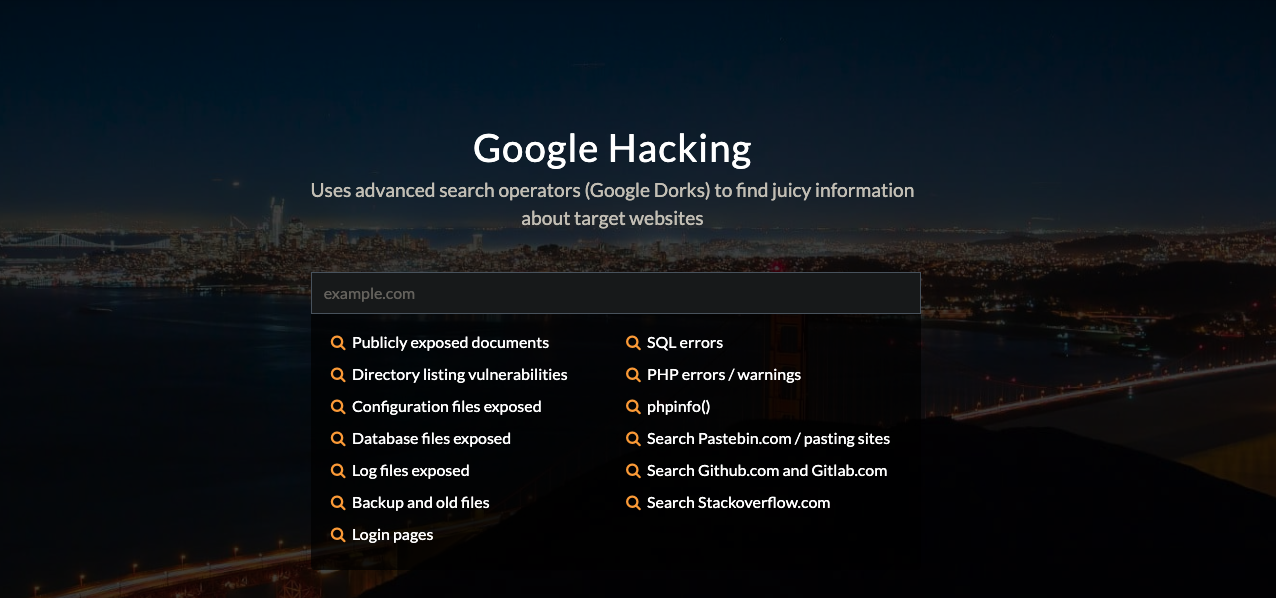 Google Hacking
Uses advanced search operators (Google Dorks) to find juicy information
about target websites
example.com
Publicly exposed documents
Directory listing vulnerabilities
Configuration files exposed
Database files exposed
Log files exposed
Backup and old files
Login pages
SQL errors
PHP errors / warnings
phpinfo()
Search Pastebin.com / pasting sites
Search Github.com and Gitlab.com
Search Stackoverflow.com